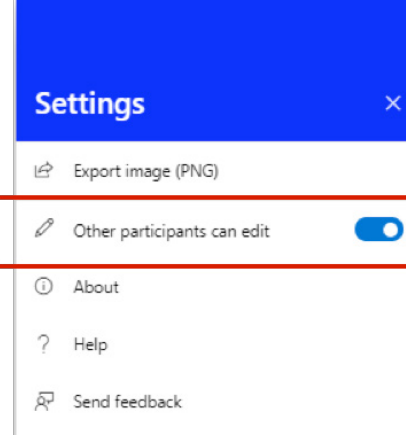 Settings
Export image (PNG)
Other participants can edit
About
Help
Send feedback